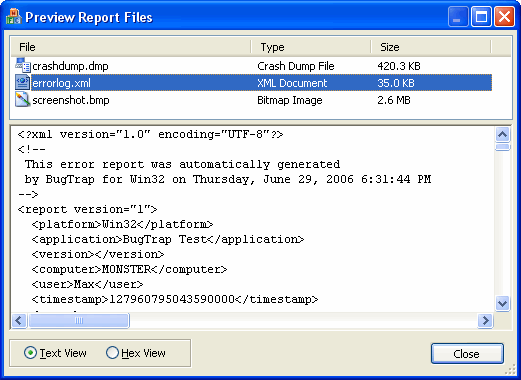 Preview Report Files
File Type Size
crashdump.dmp Crash Dump File 420.3 KB
errorlog.xml XML Document 35.0 KB
screenshot.bmp Bitmap Image 2.6 MB
<?xml version="1.0" encoding="UTF-8"?>
<!--
This error report was automatically generated
by BugTrap for Win32 on Thursday, June 29, 2006 6:31:44 PM
-->
<report version="1">
<platform>Win32</platform>
<application>BugTrap Test</application>
<version></version>
<computer>MONSTER</computer>
<user>Max</user>
<timestamp>127960795043590000</timestamp>
Text View Hex View Close